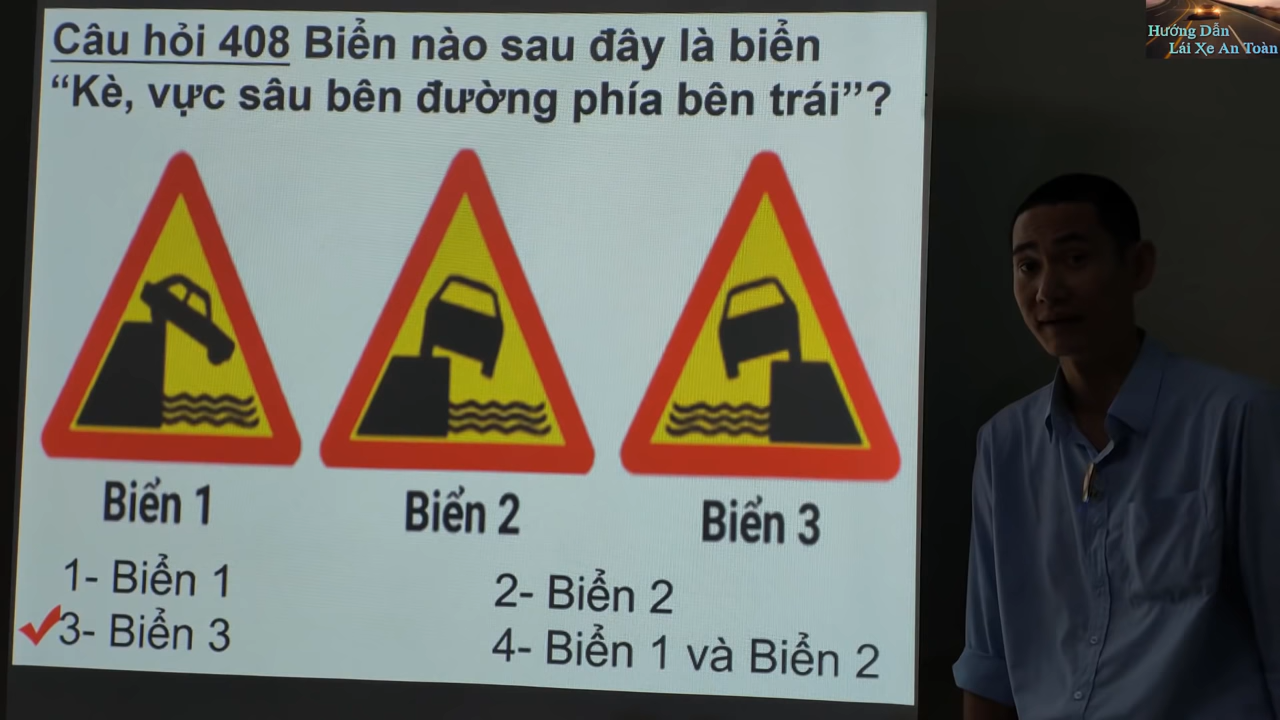 Hướng Dẫn
Lái Xe An Toàn
Câu hỏi 408 Biển nào sau đây là biển
“Kè, vực sâu bên đường phía bên trái”?
Biển 1
Biển 2
Biển 3
1- Biển 1
2- Biển 2
3- Biển 3
4- Biển 1 và Biển 2